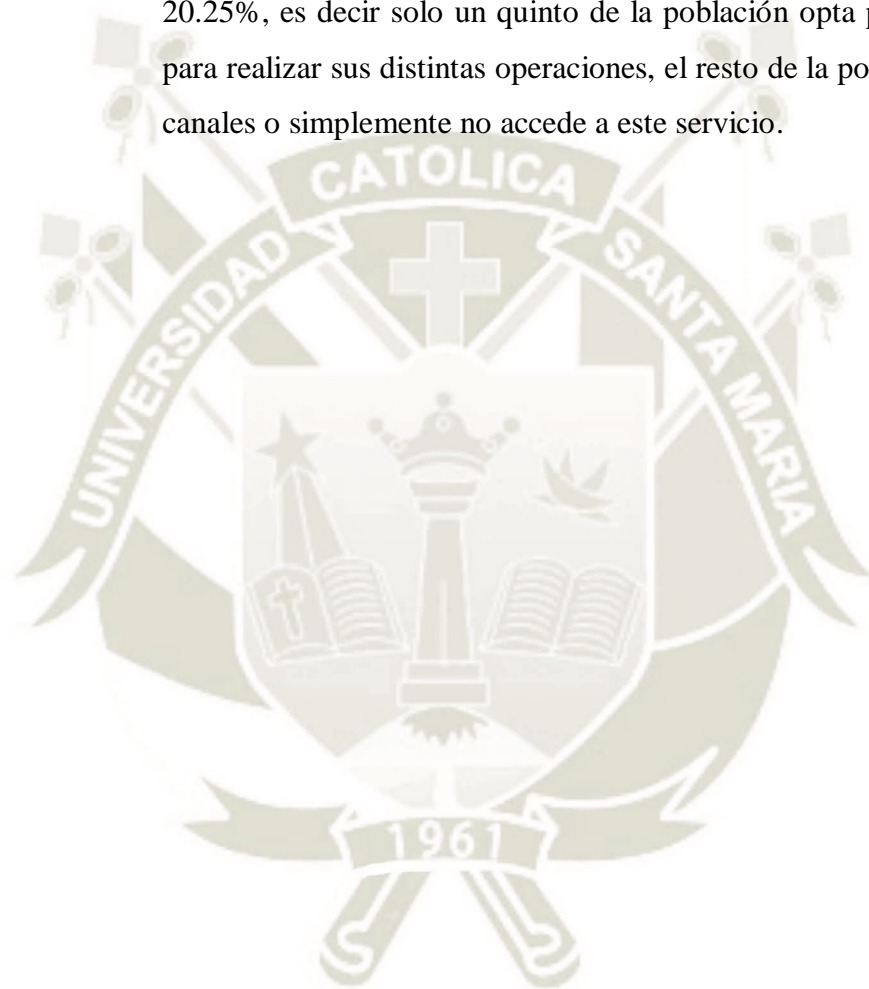 20.25%, es decir solo un quinto de la población opta
para realizar sus distintas operaciones, el resto de la
canales o simplemente no accede a este servicio.
CATOLICA
UNIVERSIDAD
SANTA MARIA
1961